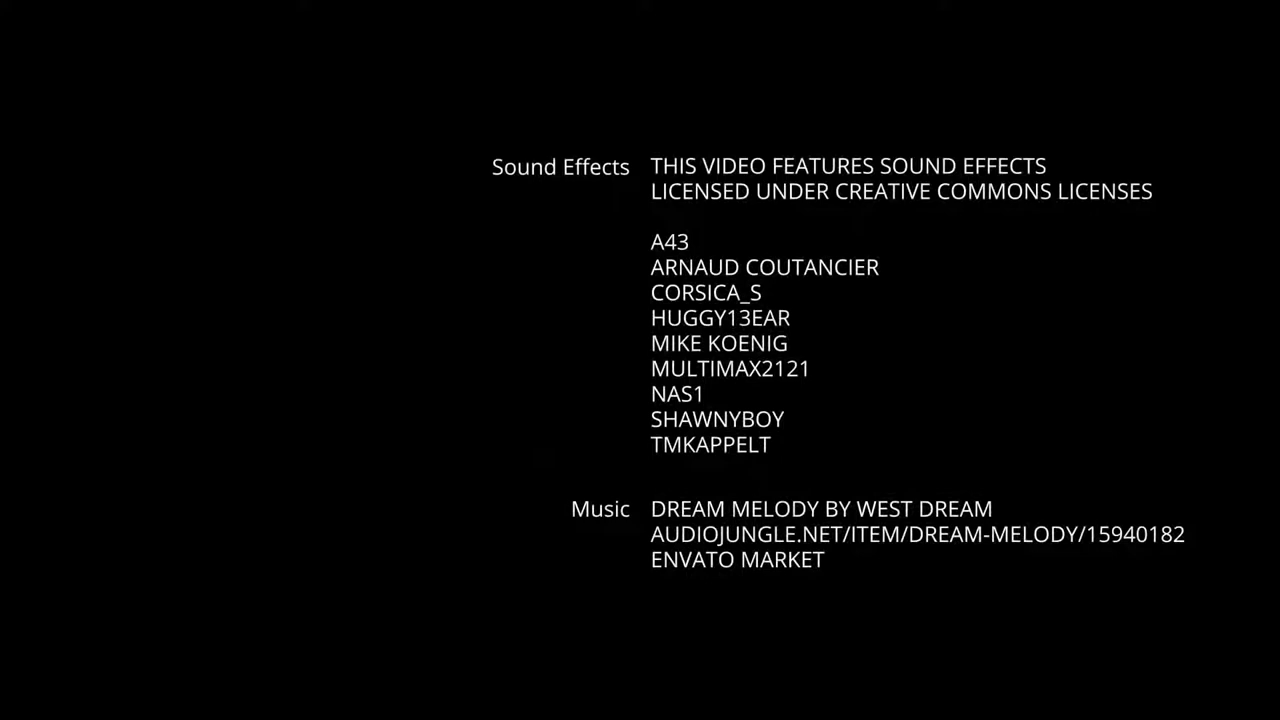 Sound Effects THIS VIDEO FEATURES SOUND EFFECTS
LICENSED UNDER CREATIVE COMMONS LICENSES
A43
ARNAUD COUTANCIER
CORSICA_S
HUGGY13EAR
MIKE KOENIG
MULTIMAX2121
NAS1
SHAWNYBOY
TMKAPPELT
Music DREAM MELODY BY WEST DREAM
AUDIOJUNGLE.NET/ITEM/DREAM-MELODY/15940182
ENVATO MARKET